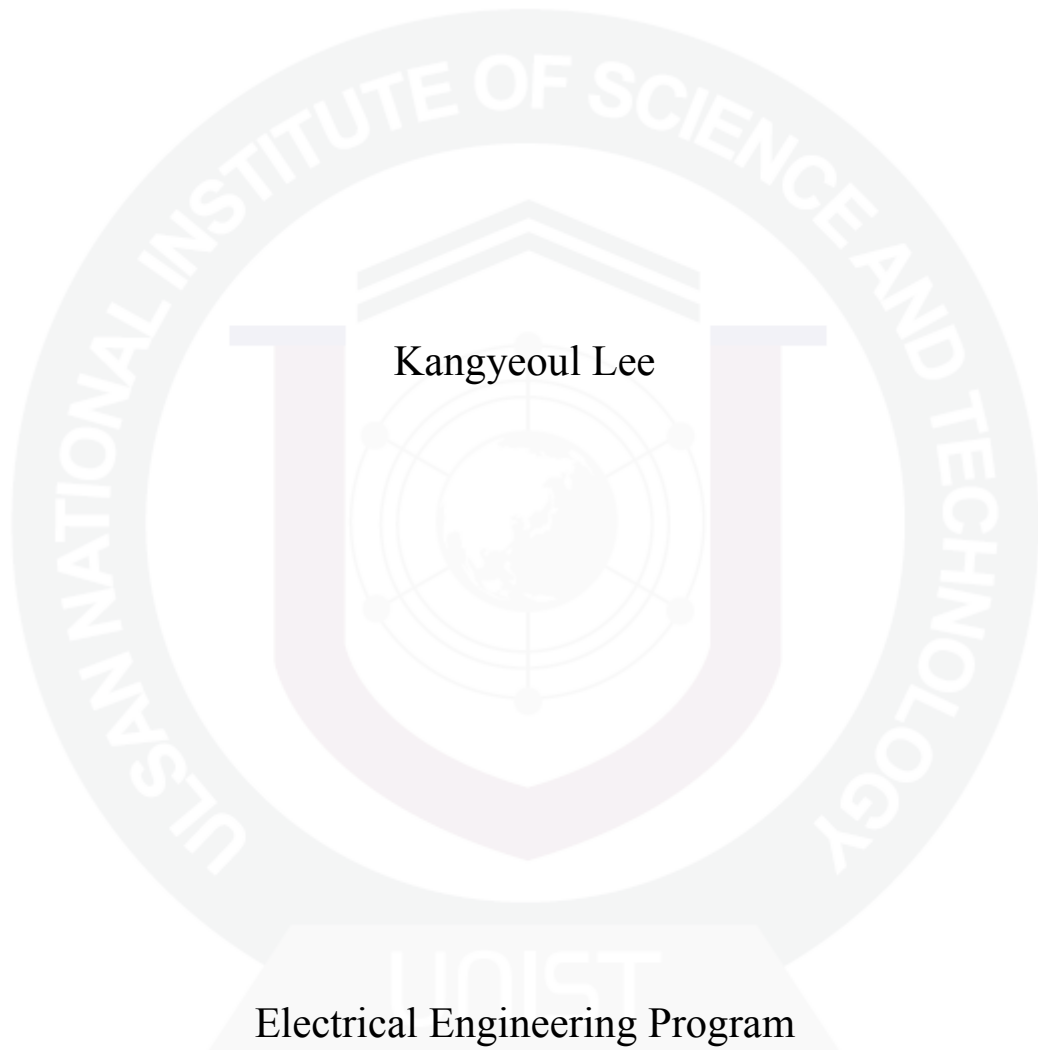 Kangyeoul Lee
Electrical Engineering Program
ULSAN NATIONAL INSTITUTE OF SCIENCE AND TECHNOLOGY
UNIST